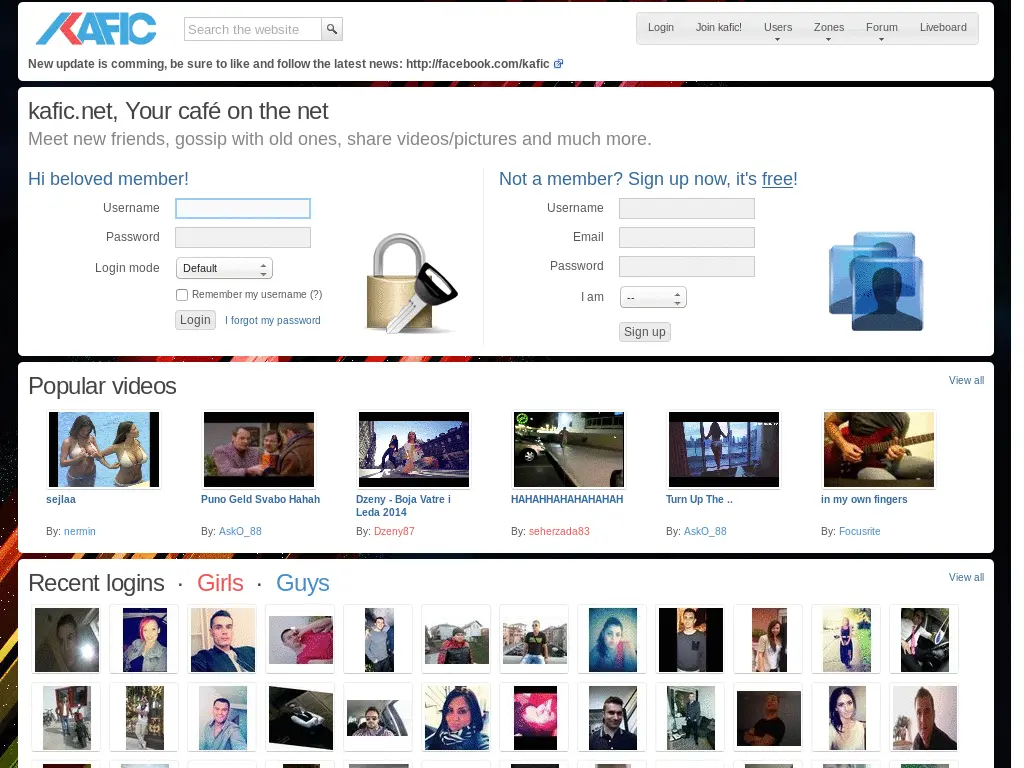 KAFIC
Search the website
Login Join kafic! Users Zones Forum Liveboard
New update is comming, be sure to like and follow the latest news: http://facebook.com/kafic
kafic.net, Your café on the net
Meet new friends, gossip with old ones, share videos/pictures and much more.
Hi beloved member!
Username
Password
Login mode Default
Remember my username (?)
Login I forgot my password
Not a member? Sign up now, it's free!
Username
Email
Password
I am --
Sign up
Popular videos
View all
sejlaa
By: nermin
Puno Geld Svabo Hahah
By: AskO_88
Dzeny - Boja Vatre i
Leda 2014
By: Dzeny87
HAHAHHAHAHAHAHAH
By: seherzada83
Turn Up The ..
By: AskO_88
in my own fingers
By: Focusrite
Recent logins · Girls · Guys
View all